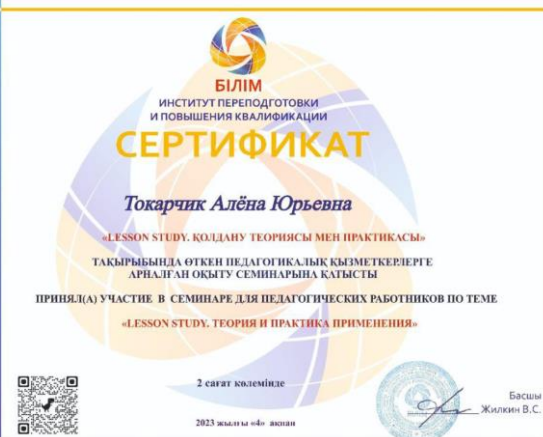 БІЛІМ
ИНСТИТУТ ПЕРЕПОДГОТОВКИ
И ПОВЫШЕНИЯ КВАЛИФИКАЦИИ
СЕРТИФИКАТ
Токарчик Алёна Юрьевна
«LESSON STUDY. ҚОЛДАНУ ТЕОРИЯСЫ МЕН ПРАКТИКАСЫ»
ТАҚЫРЫБЫНДА ӨТКЕН ПЕДАГОГИКАЛЫҚ ҚЫЗМЕТКЕРЛЕРГЕ
АРНАЛҒАН ОҚЫТУ СЕМИНАРЫНА ҚАТЫСТЫ
ПРИНЯЛ(А) УЧАСТИЕ В СЕМИНАРЕ ДЛЯ ПЕДАГОГИЧЕСКИХ РАБОТНИКОВ ПО ТЕМЕ
«LESSON STUDY. ТЕОРИЯ И ПРАКТИКА ПРИМЕНЕНИЯ»
2 сағат көлемінде
Басшы
Жилкин В.С.
2023 жылғы «4» ақпан